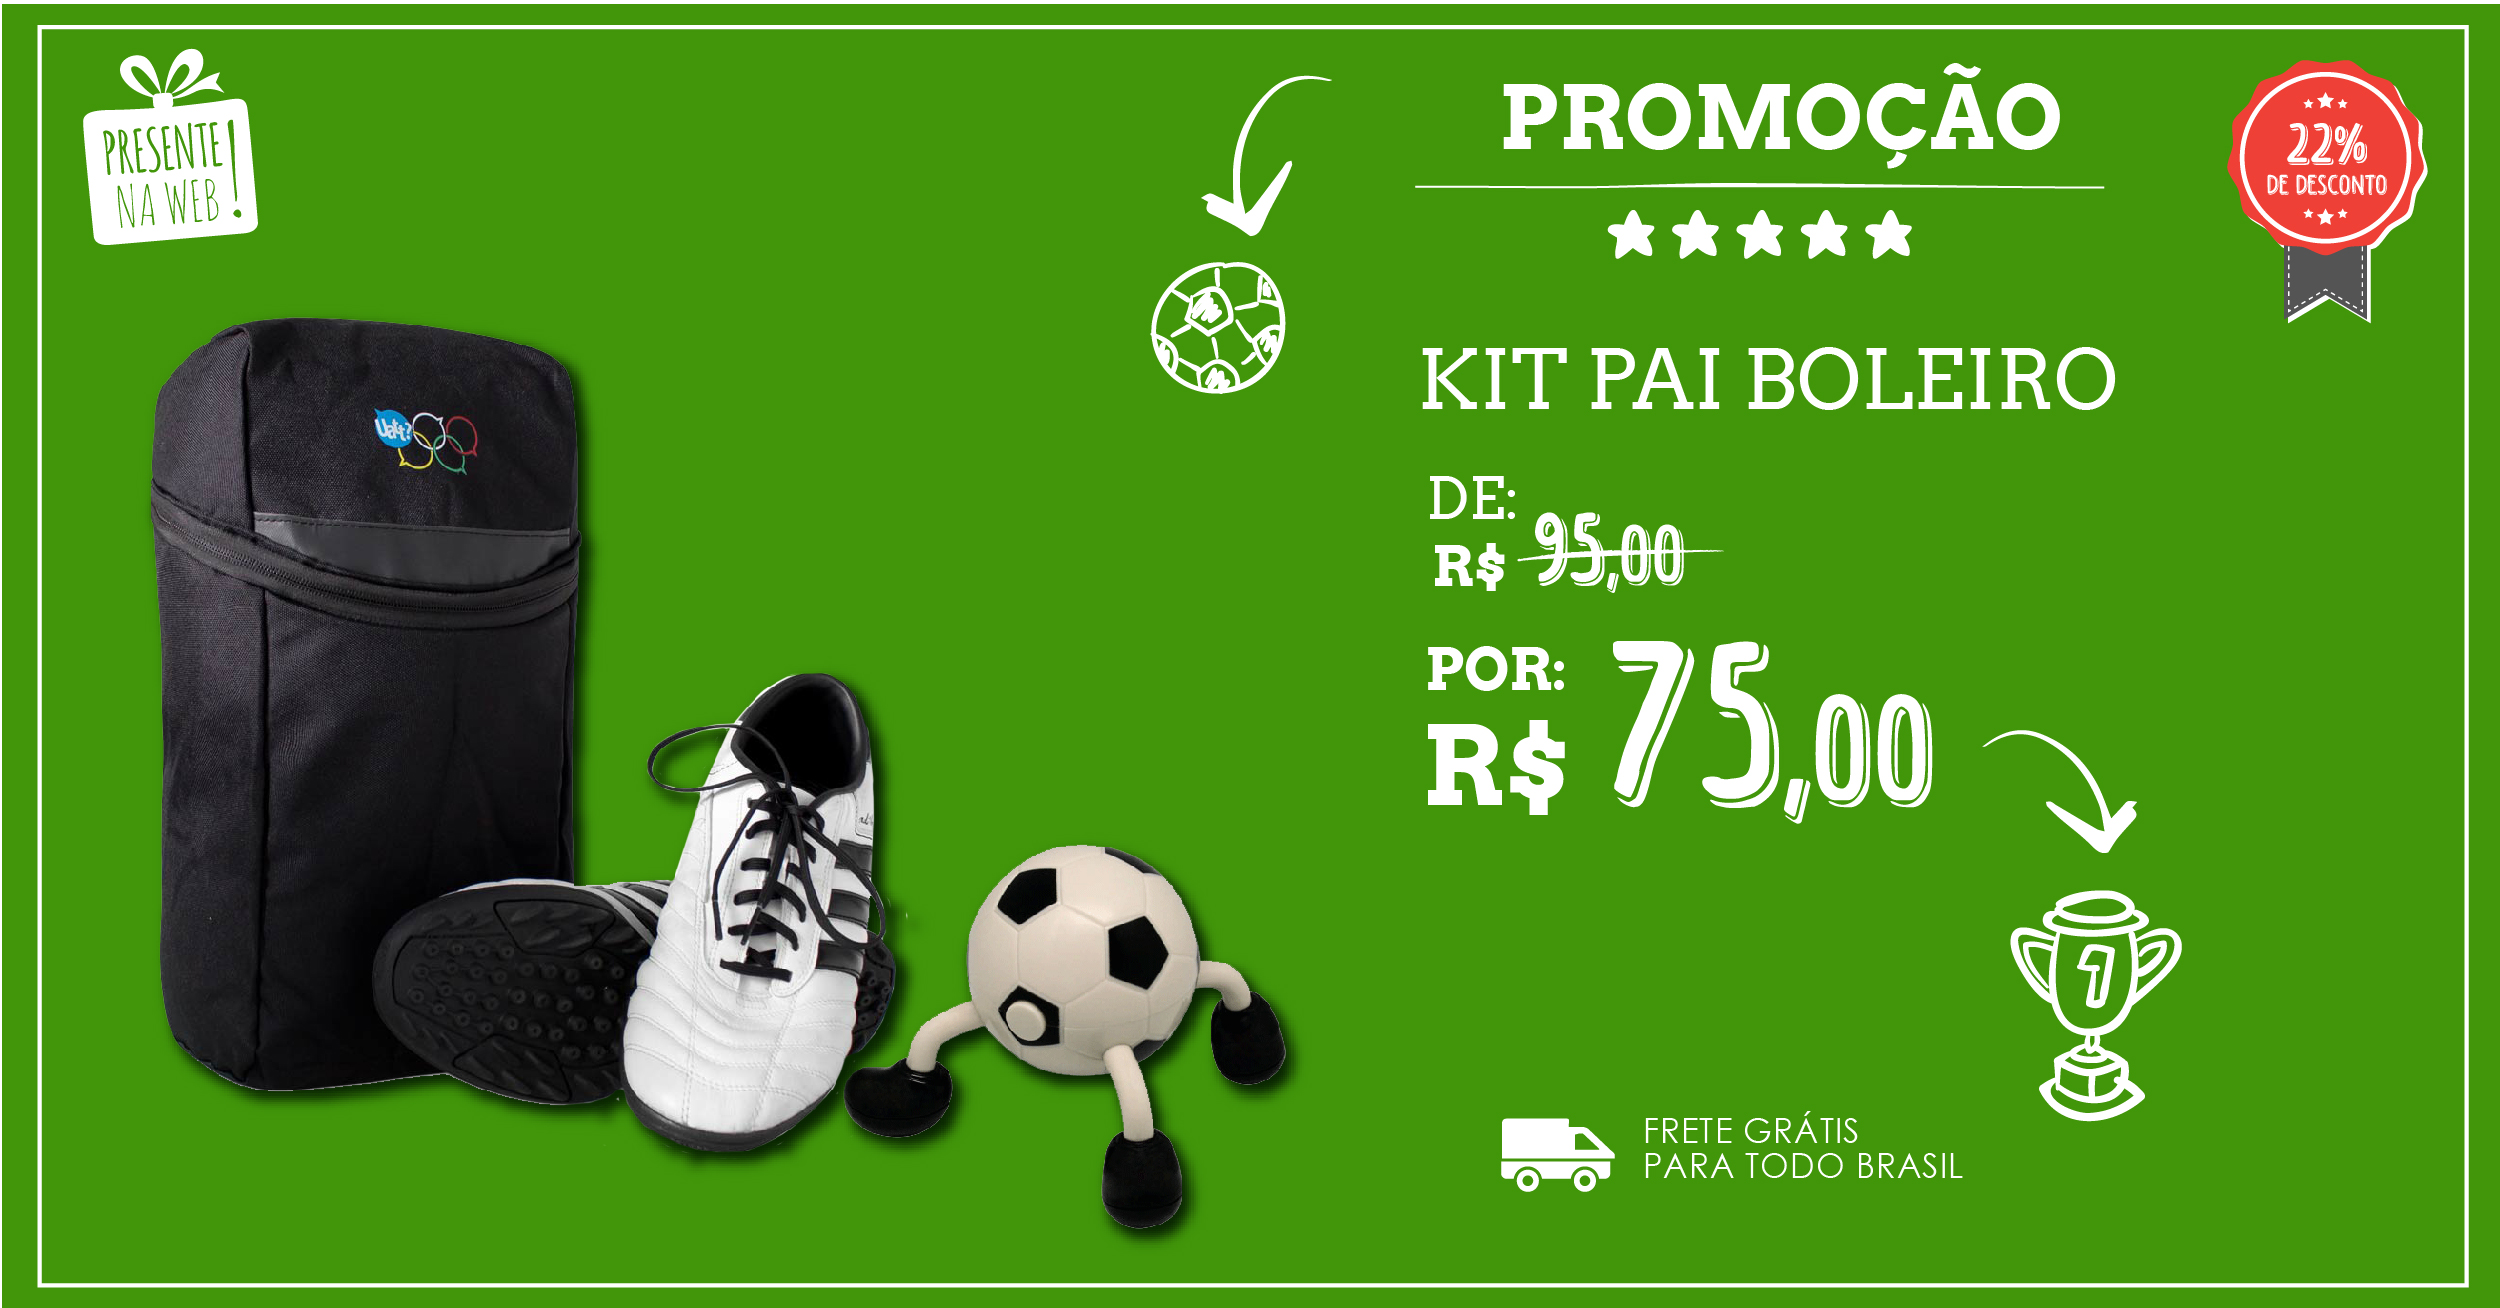 PRESENTE!
NA WEB
PROMOÇÃO
22%
DE DESCONTO
KIT PAI BOLEIRO
DE:
R$ 95,00
POR:
R$ 75,00
1
FRETE GRÁTIS
PARA TODO BRASIL